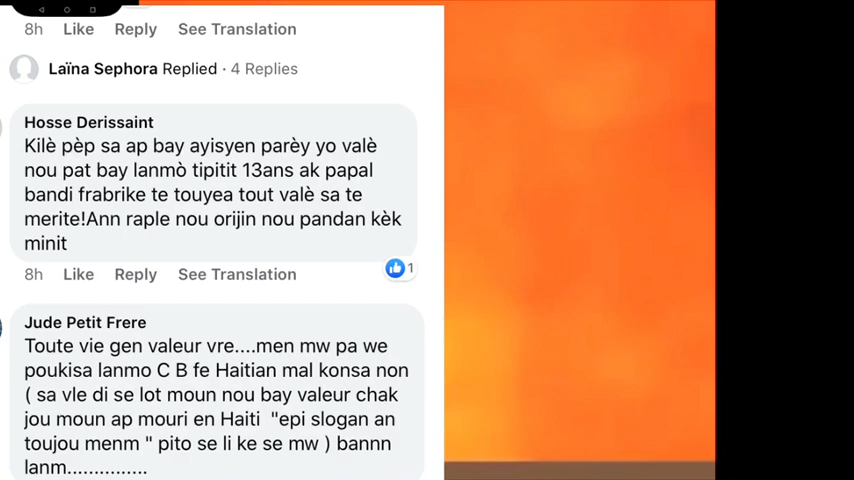 8h Like Reply See Translation
Laïna Sephora Replied · 4 Replies
Hosse Derissaint
Kilè pèp sa ap bay ayisyen parèy yo valè
nou pat bay lanmò tipitit 13ans ak papal
bandi frabrike te touyea tout valè sa te
merite!Ann raple nou orijin nou pandan kèk
minit
8h Like Reply See Translation 1
Jude Petit Frere
Toute vie gen valeur vre....men mw pa we
poukisa lanmo C B fe Haitian mal konsa non
( sa vle di se lot moun nou bay valeur chak
jou moun ap mouri en Haiti "epi slogan an
toujou menm " pito se li ke se mw ) bannn
lanm...............